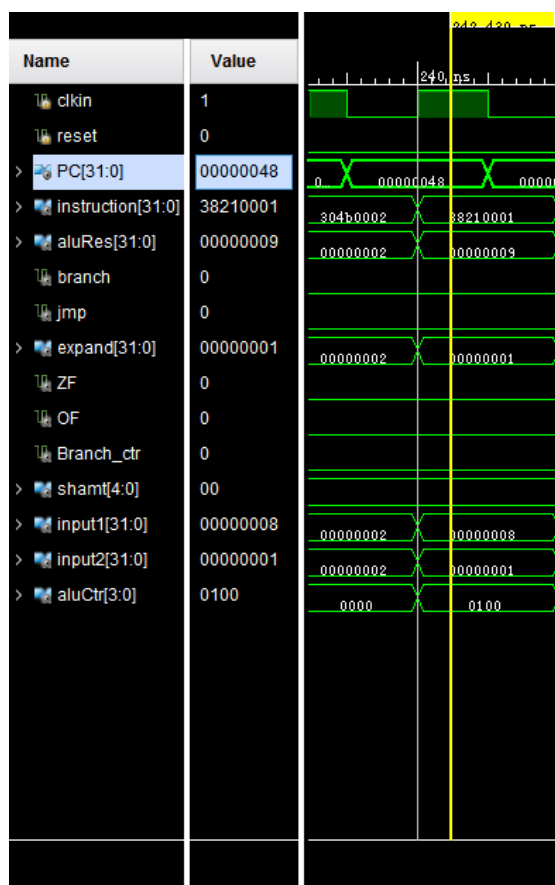 Name Value
240 ns
clkin 1
reset 0
PC[31:0] 00000048 0... 00000048 0000
instruction[31:0] 38210001 304b0002 38210001
aluRes[31:0] 00000009 00000002 00000009
branch 0
jmp 0
expand[31:0] 00000001 00000002 00000001
ZF 0
OF 0
Branch_ctr 0
shamt[4:0] 00
input1[31:0] 00000008 00000002 00000008
input2[31:0] 00000001 00000002 00000001
aluCtr[3:0] 0100 0000 0100